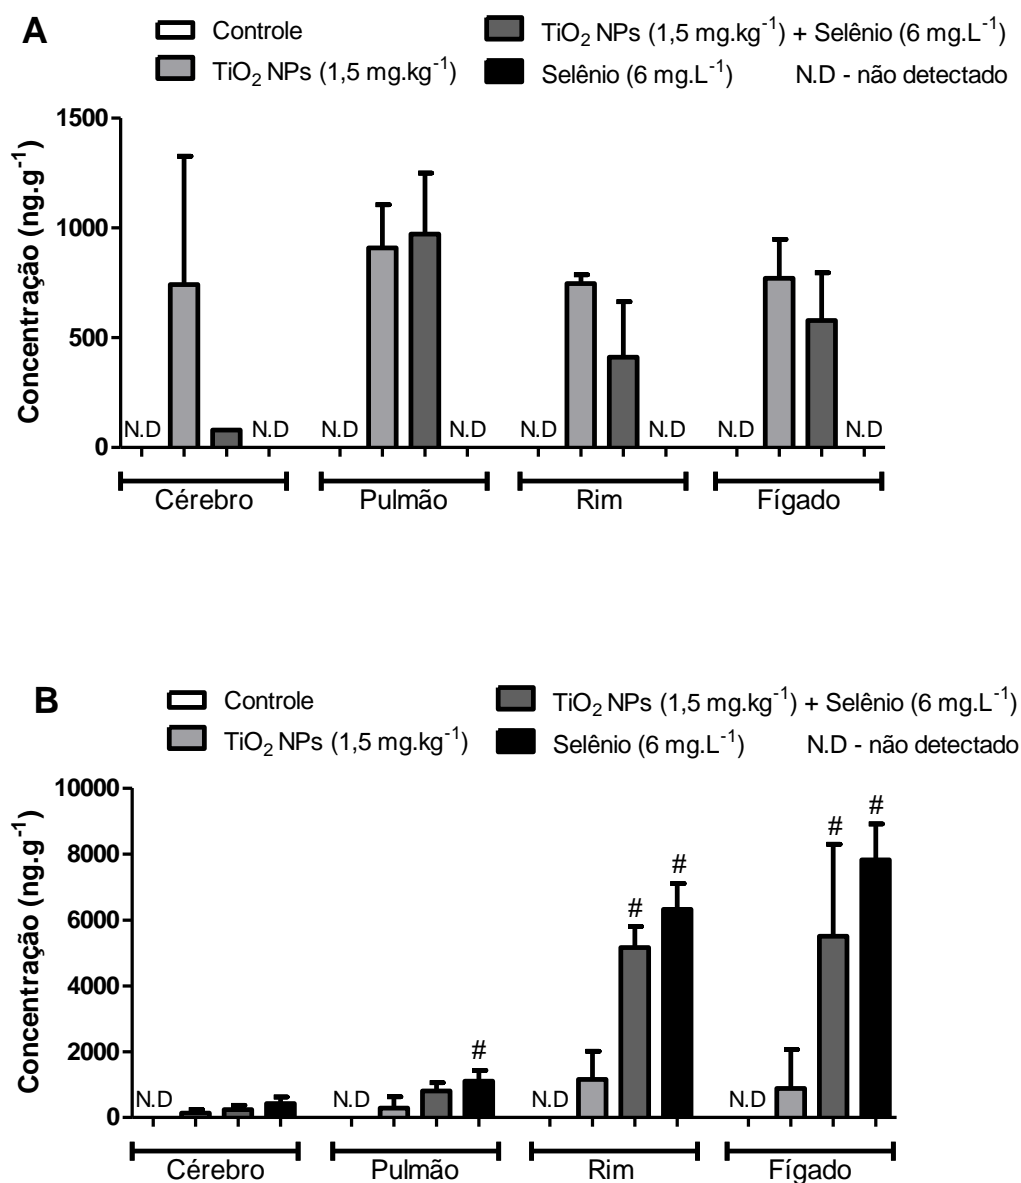 A
Controle
TiO2 NPs (1,5 mg.kg-1) + Selênio (6 mg.L-1)
TiO2 NPs (1,5 mg.kg-1)
Selênio (6 mg.L-1)
N.D - não detectado
Concentração (ng.g-1)
1500
1000
500
0
N.D N.D N.D N.D N.D N.D N.D N.D
Cérebro Pulmão Rim Fígado
B
Controle
TiO2 NPs (1,5 mg.kg-1) + Selênio (6 mg.L-1)
TiO2 NPs (1,5 mg.kg-1)
Selênio (6 mg.L-1)
N.D - não detectado
Concentração (ng.g-1)
10000
8000
6000
4000
2000
0
N.D N.D # N.D # # N.D # #
Cérebro Pulmão Rim Fígado